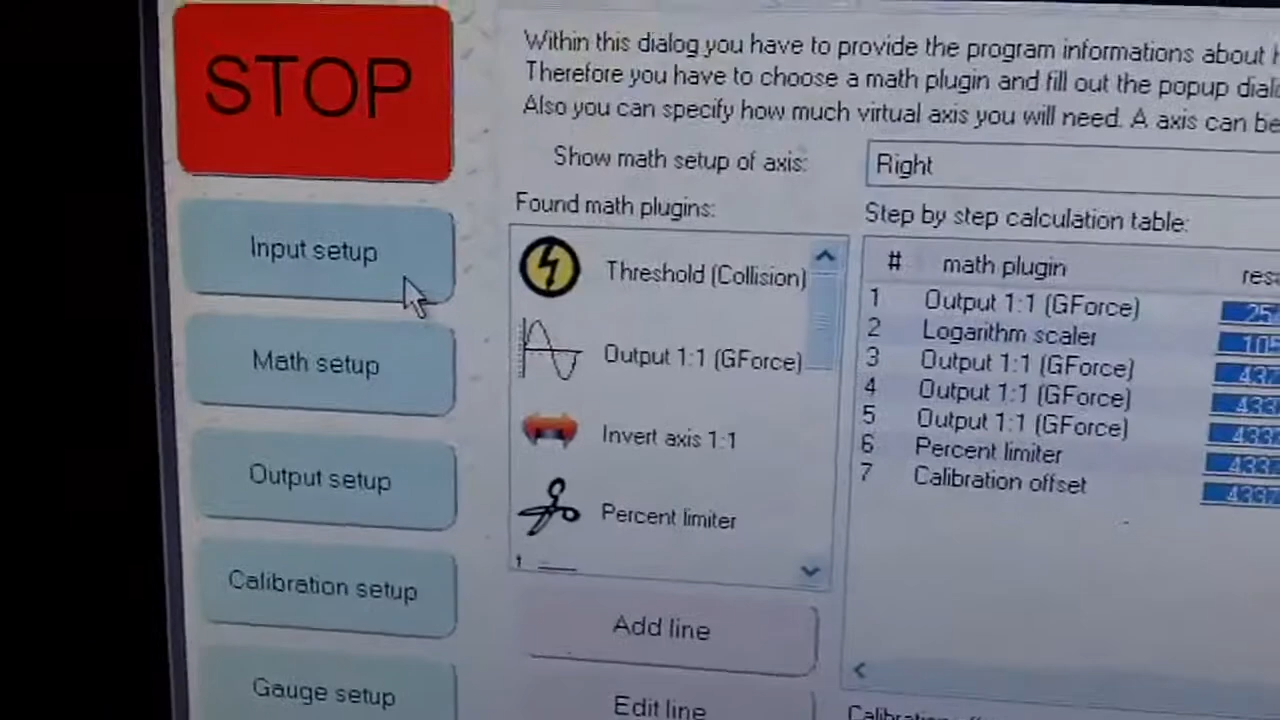 STOP
Input setup
Math setup
Output setup
Calibration setup
Gauge setup
Within this dialog you have to provide the program informations about
Therefore you have to choose a math plugin and fill out the popup
Also you can specify how much virtual axis you will need. A axis can be
Show math setup of axis:
Right
Found math plugins:
Threshold (Collision)
Output 1:1 (GForce)
Invert axis 1:1
Percent limiter
Add line
Edit line
Step by step calculation table:
# math plugin
1 Output 1:1 (GForce)
2 Logarithm scaler
3 Output 1:1 (GForce)
4 Output 1:1 (GForce)
5 Output 1:1 (GForce)
6 Percent limiter
7 Calibration offset